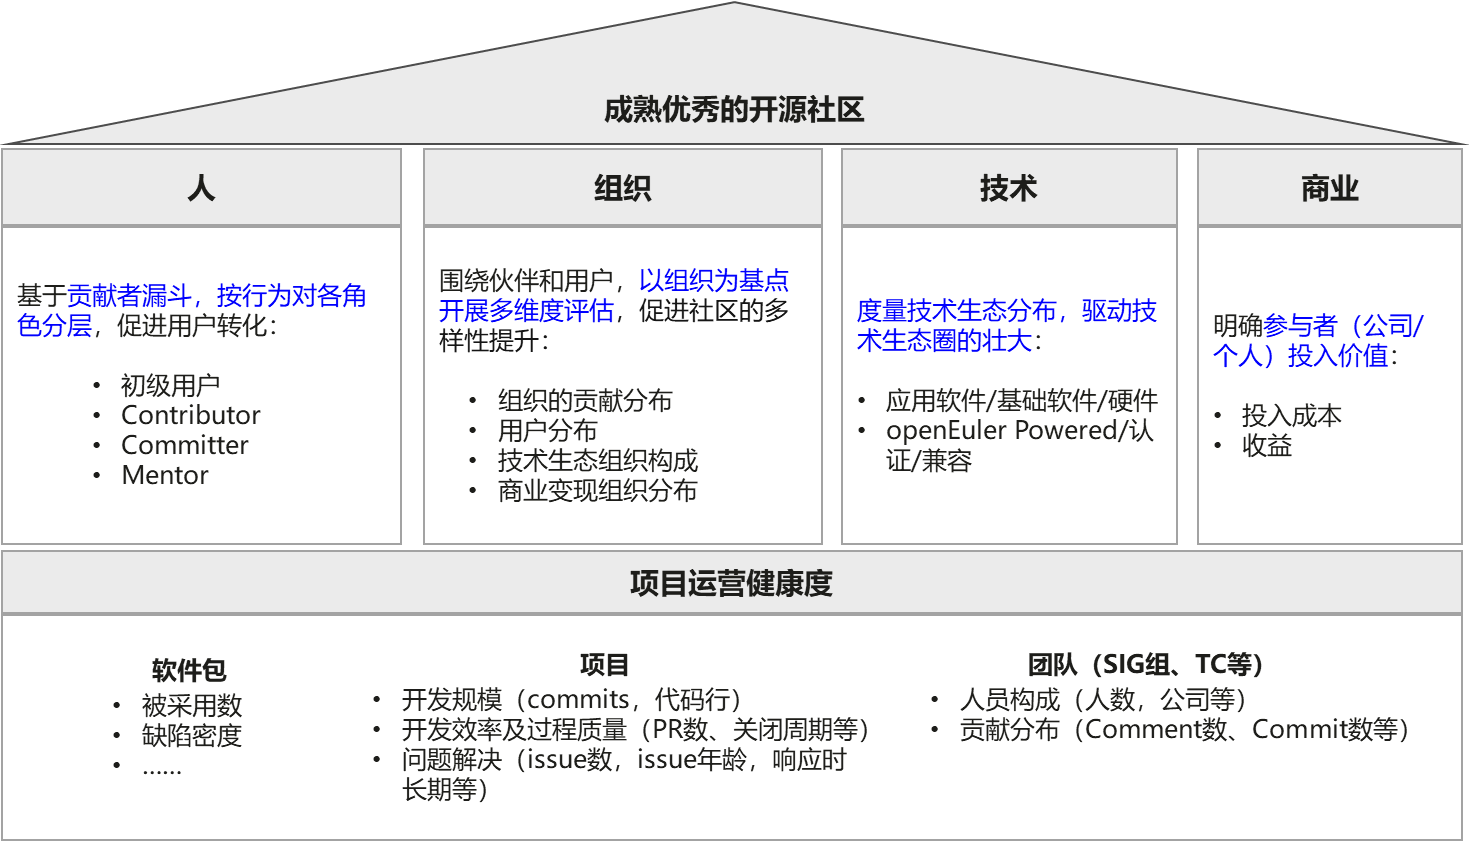 成熟优秀的开源社区
人
基于贡献者漏斗，按行为对各角
色分层，促进用户转化：
• 初级用户
• Contributor
• Committer
• Mentor
组织
围绕伙伴和用户，以组织为基点
开展多维度评估，促进社区的多
样性提升：
• 组织的贡献分布
• 用户分布
• 技术生态组织构成
• 商业变现组织分布
技术
度量技术生态分布，驱动技
术生态圈的壮大：
• 应用软件/基础软件/硬件
• openEuler Powered/认
证/兼容
商业
明确参与者（公司/
个人）投入价值：
• 投入成本
• 收益
项目运营健康度
软件包
• 被采用数
• 缺陷密度
• ……
项目
• 开发规模（commits，代码行）
• 开发效率及过程质量（PR数、关闭周期等）
• 问题解决（issue数，issue年龄，响应时
长期等）
团队（SIG组、TC等）
• 人员构成（人数，公司等）
• 贡献分布（Comment数、Commit数等）